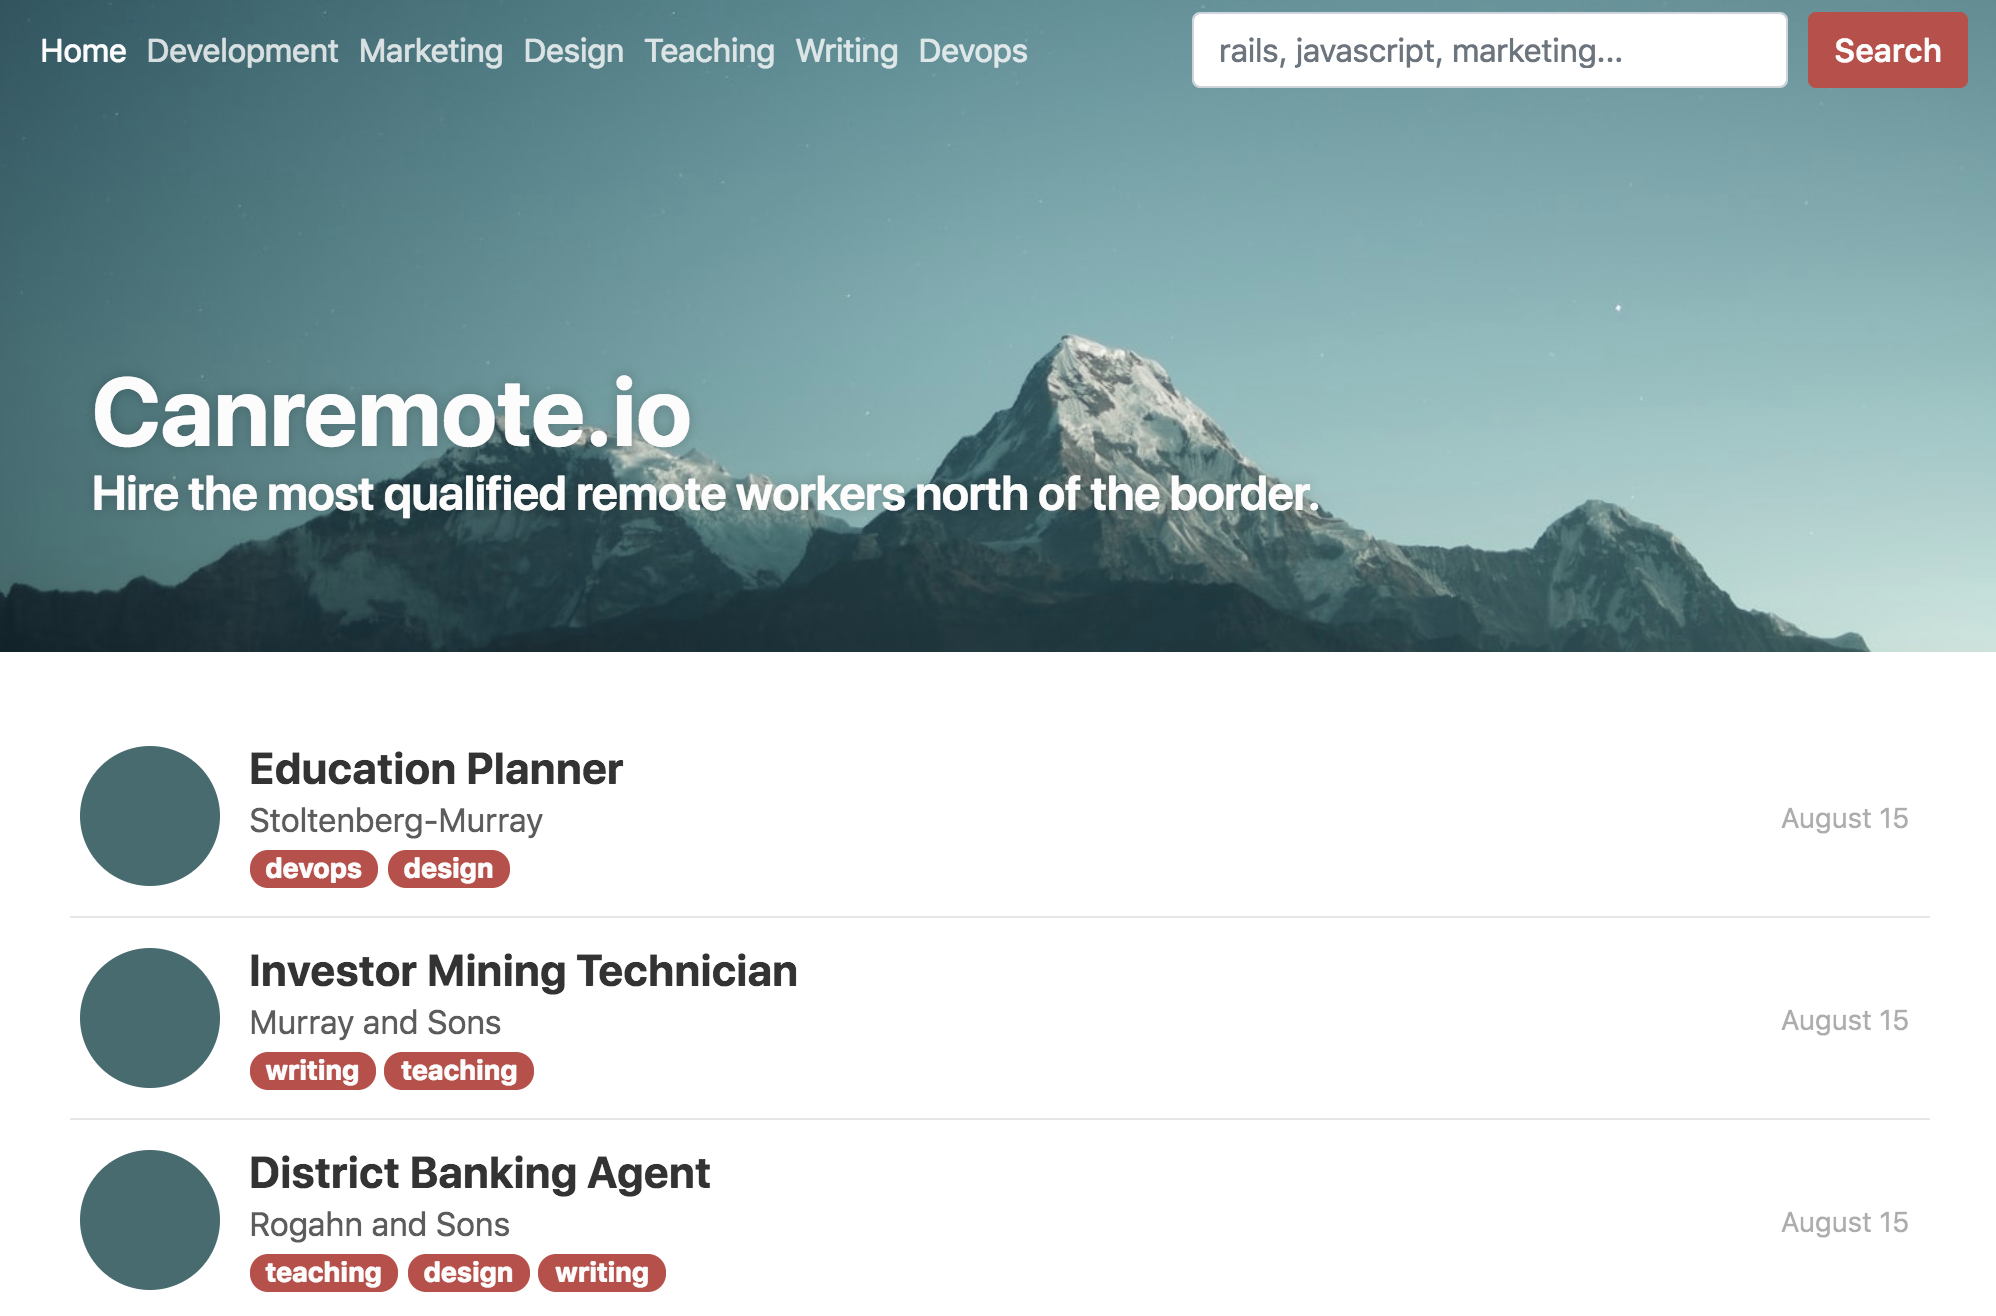 Home Development Marketing Design Teaching Writing Devops
rails, javascript, marketing...
Search
Canremote.io
Hire the most qualified remote workers north of the border.
Education Planner
Stoltenberg-Murray
August 15
devops design
Investor Mining Technician
Murray and Sons
August 15
writing teaching
District Banking Agent
Rogahn and Sons
August 15
teaching design writing